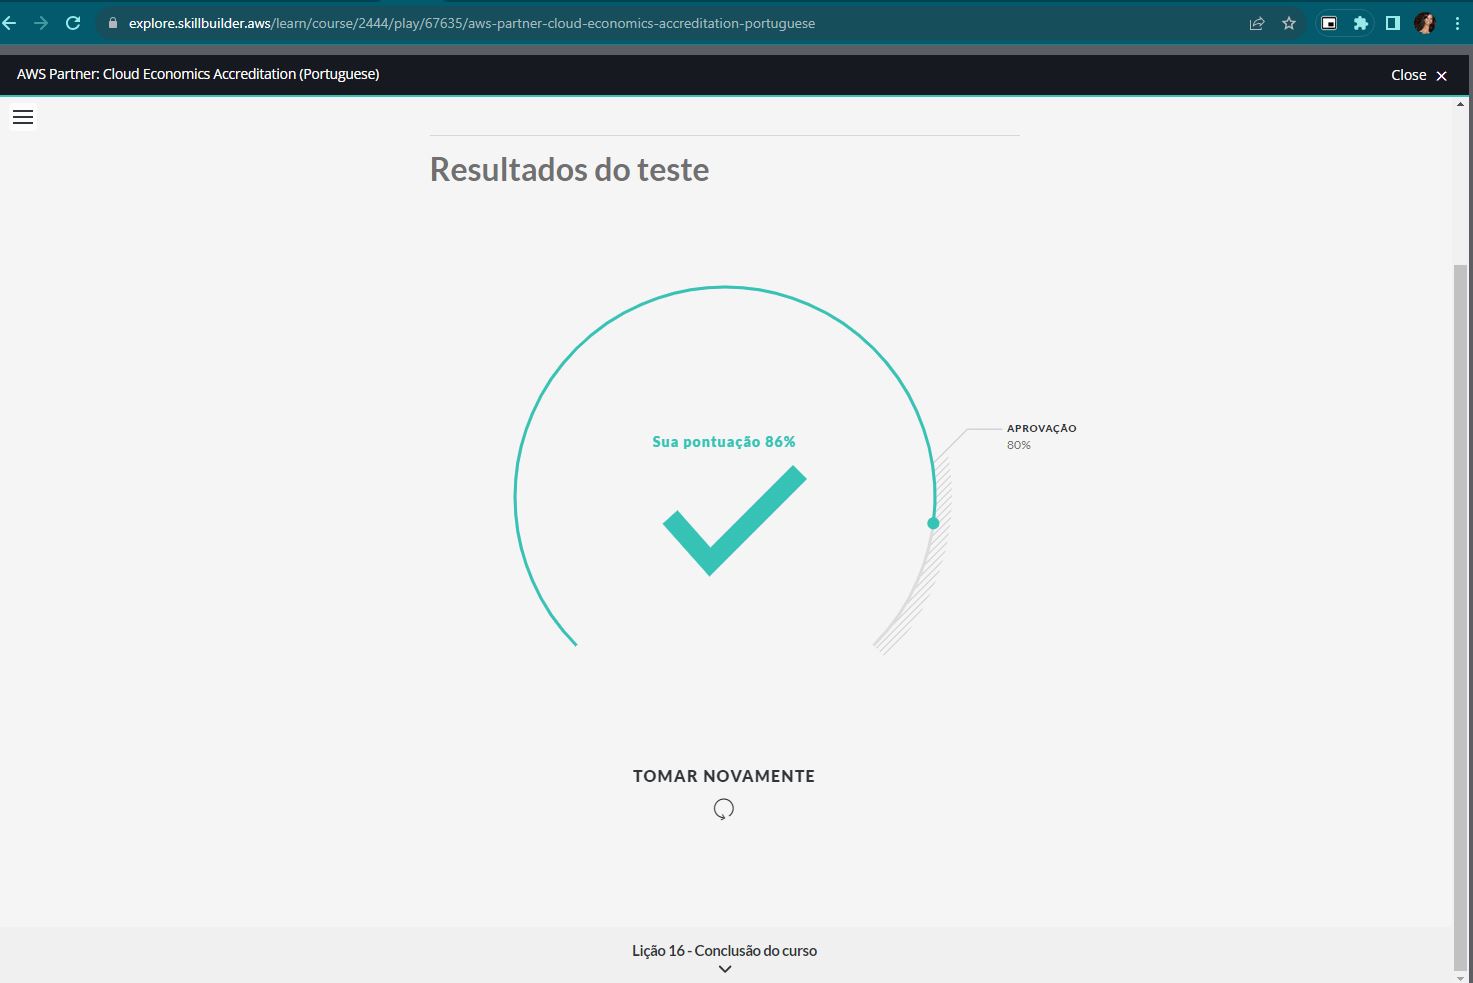 explore.skillbuilder.aws/learn/course/2444/play/67635/aws-partner-cloud-economics-accreditation-portuguese
AWS Partner: Cloud Economics Accreditation (Portuguese)
Close
Resultados do teste
APROVAÇÃO
80%
Sua pontuação 86%
TOMAR NOVAMENTE
Lição 16 - Conclusão do curso